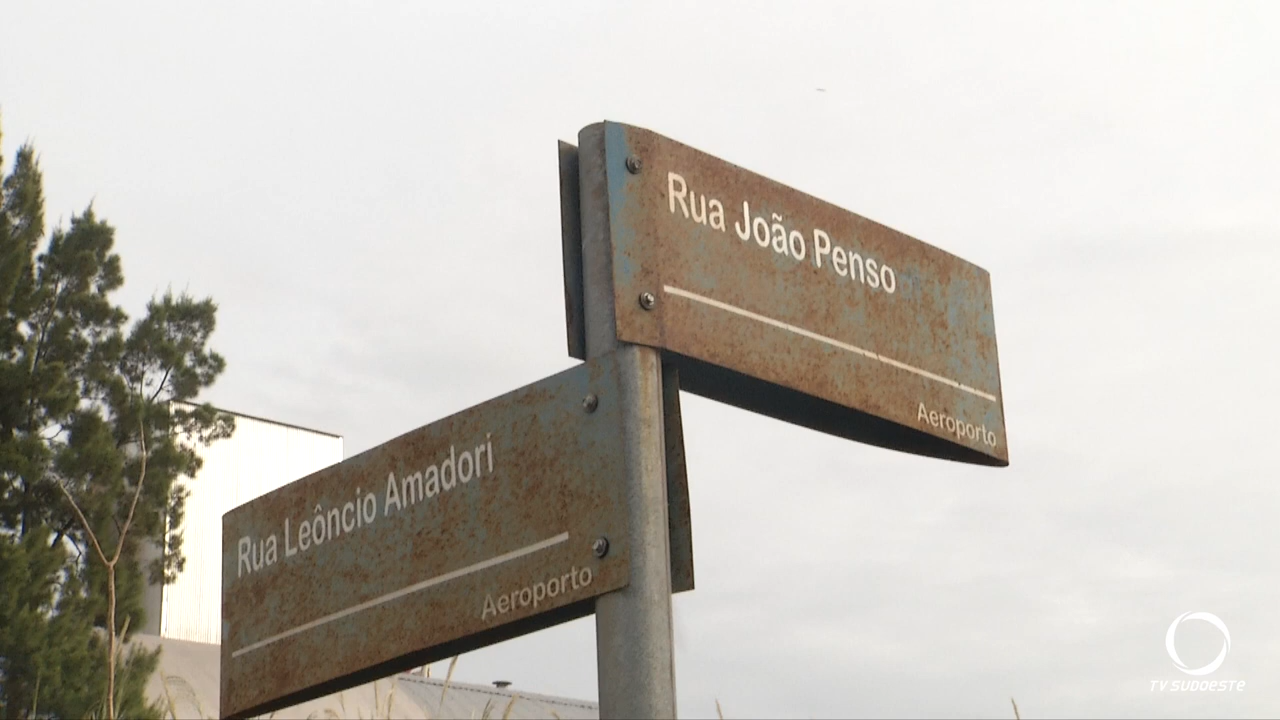 Rua João Penso
Aeroporto
Rua Leôncio Amadori
Aeroporto
TV SUDOESTE